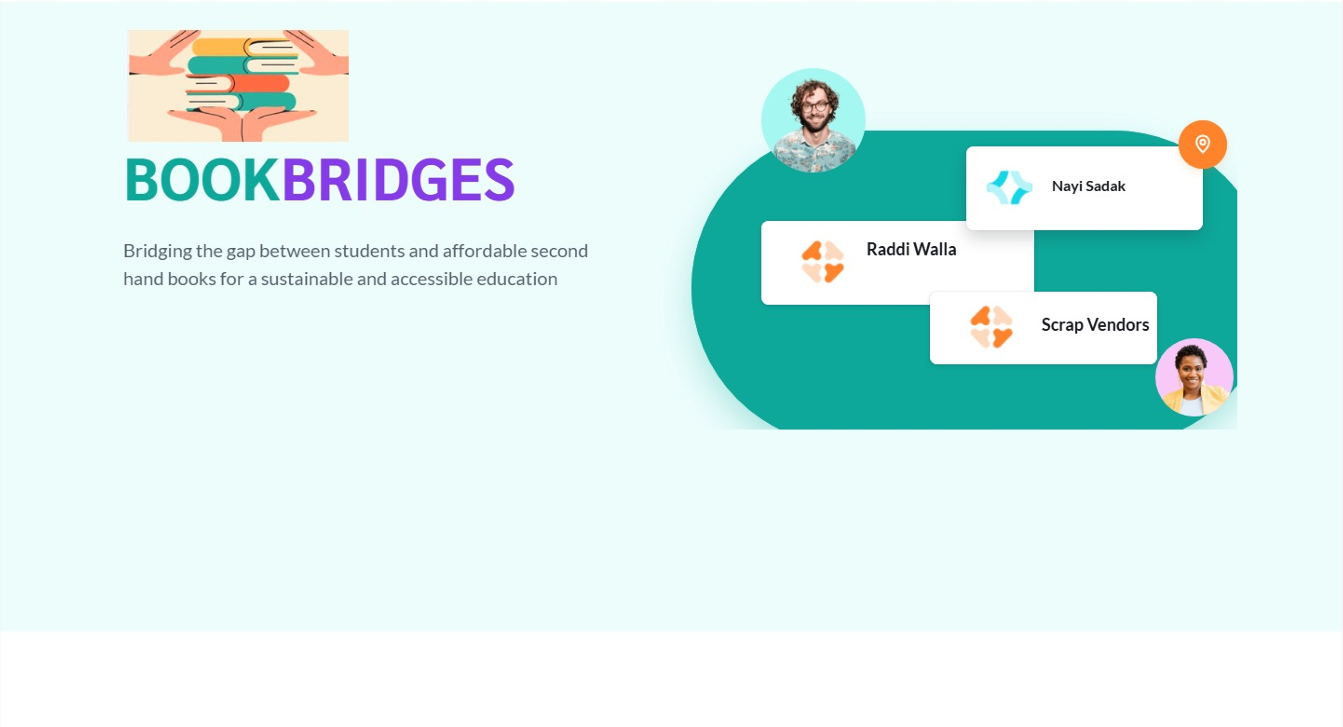 BOOKBRIDGES
Bridging the gap between students and affordable second
hand books for a sustainable and accessible education
Nayi Sadak
Raddi Walla
Scrap Vendors